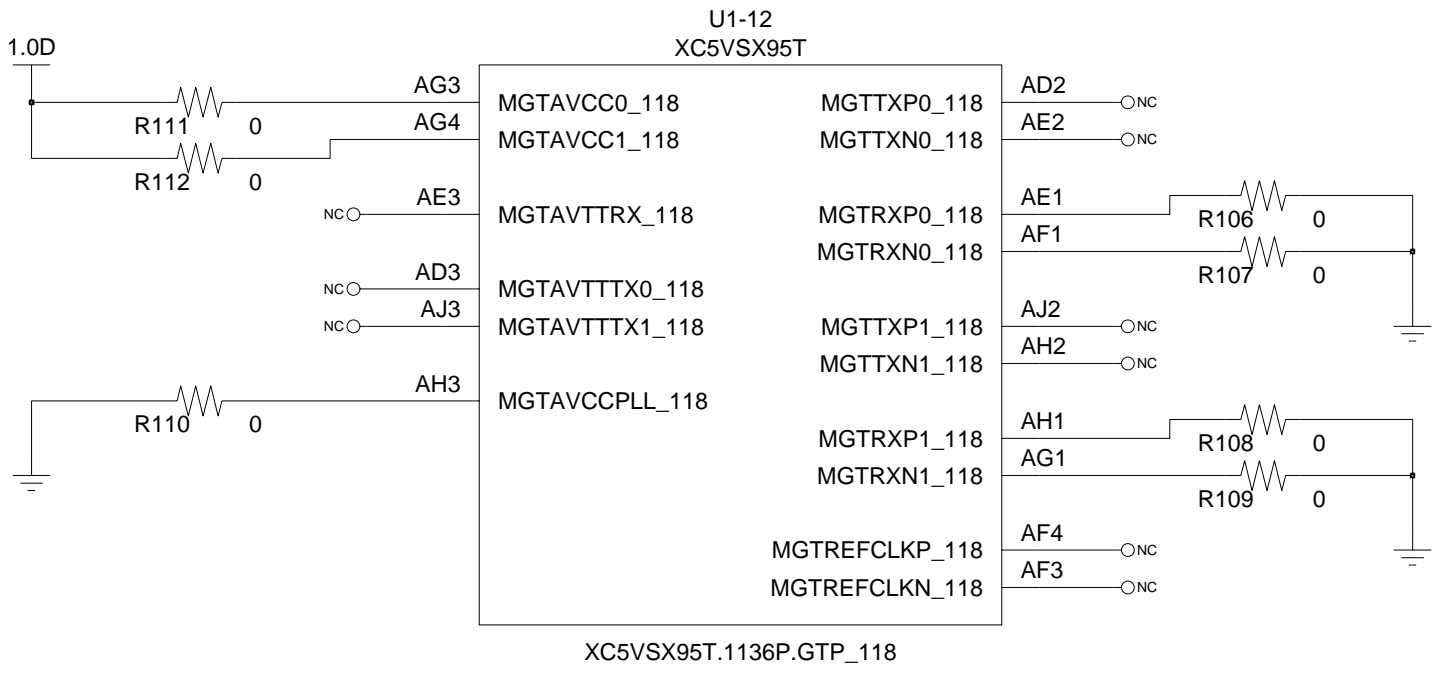 U1-12
XC5VSX95T
1.0D
AG3
MGTAVCC0_118
R111 0
AG4
MGTAVCC1_118
R112 0
AE3
NC
MGTAVTTRX_118
AD3
NC
MGTAVTTTX0_118
AJ3
NC
MGTAVTTTX1_118
AH3
MGTAVCCPLL_118
R110 0
MGTTXP0_118
AD2
NC
MGTTXN0_118
AE2
NC
MGTRXP0_118
AE1
R106 0
MGTRXN0_118
AF1
R107 0
MGTTXP1_118
AJ2
NC
MGTTXN1_118
AH2
NC
MGTRXP1_118
AH1
R108 0
MGTRXN1_118
AG1
R109 0
MGTREFCLKP_118
AF4
NC
MGTREFCLKN_118
AF3
NC
XC5VSX95T.1136P.GTP_118